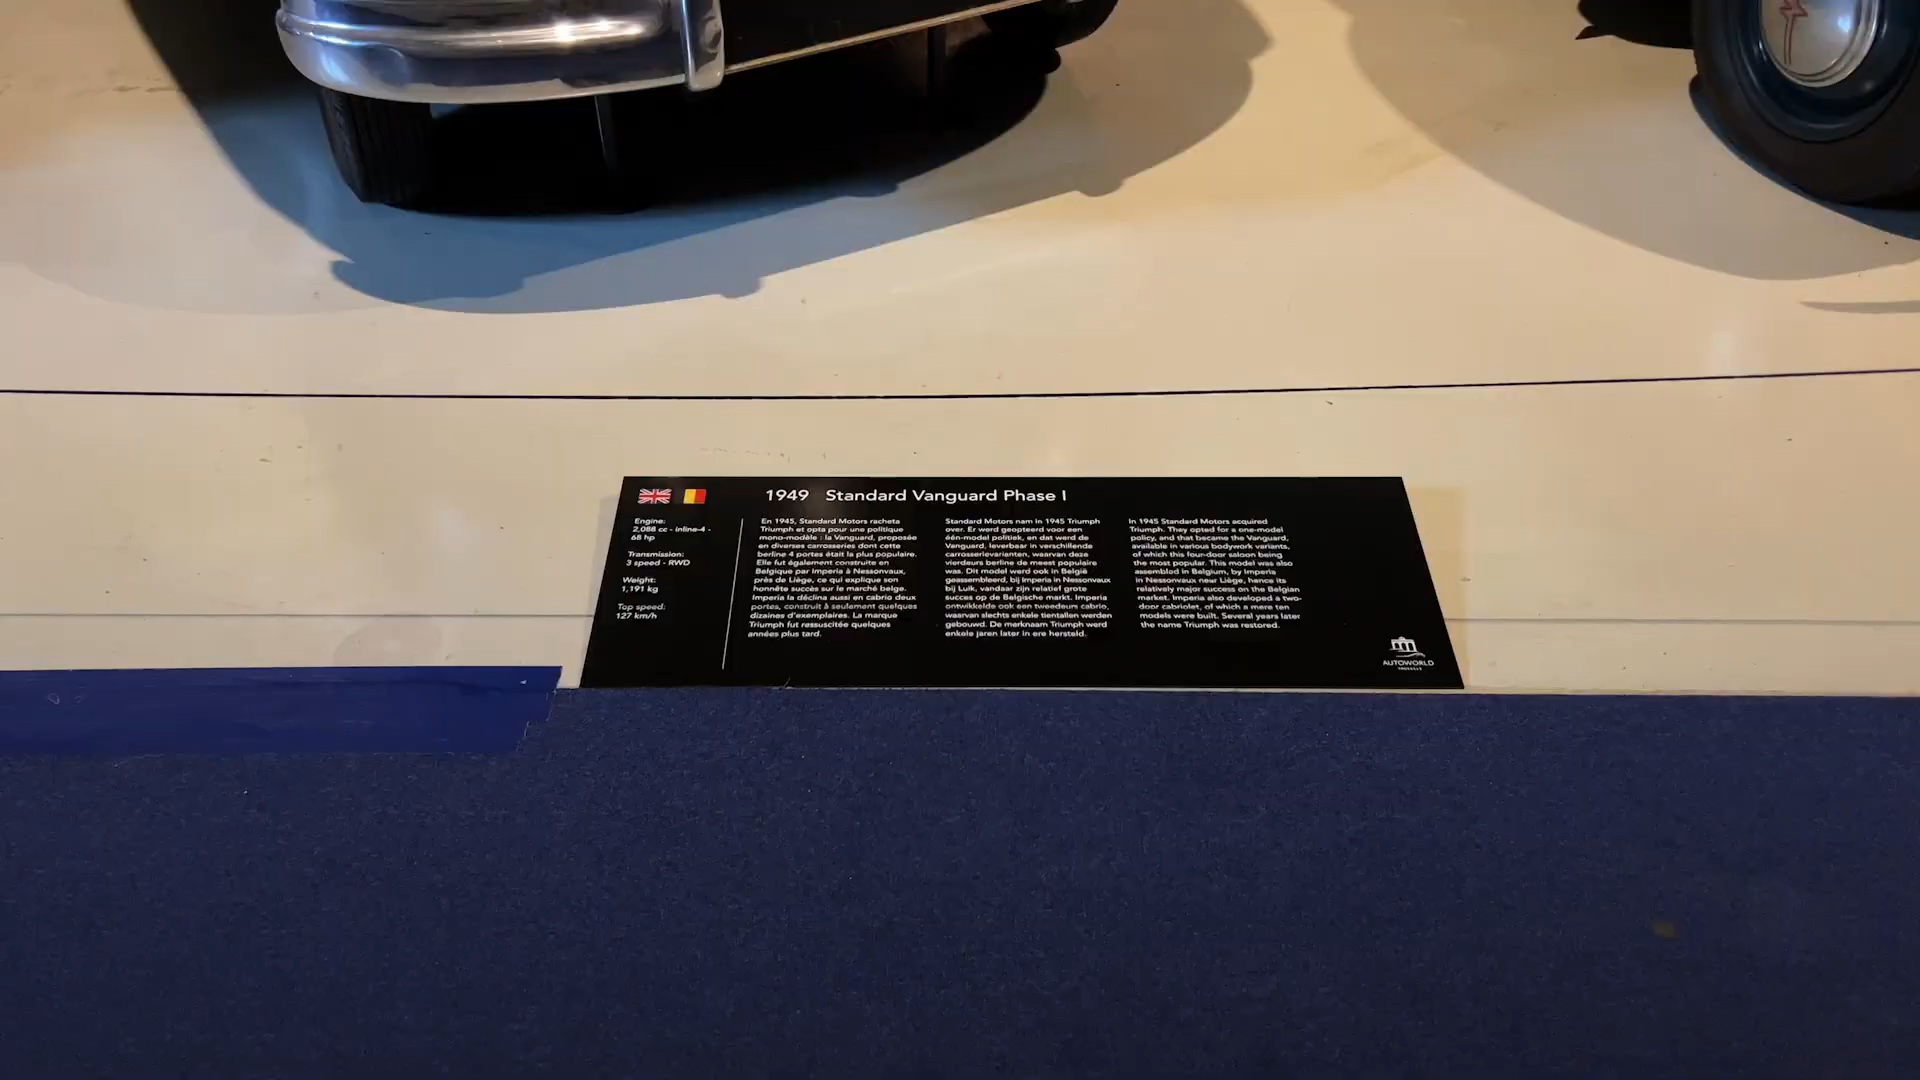 1949 Standard Vanguard Phase I
Engine:
2,088 cc - inline-4 -
68 hp
Transmission:
3 speed - RWD
Weight:
1,191 kg
Top speed:
127 km/h
En 1945, Standard Motors racheta
Triumph et opta pour une politique
mono-modèle : la Vanguard, proposée
en diverses carrosseries dont cette
berline 4 portes était la plus populaire.
Elle fut également construite en
Belgique par Imperia à Nessonvaux,
près de Liège, ce qui explique son
honnête succès sur le marché belge.
Imperia la déclina aussi en cabrio deux
portes, construit à seulement quelques
dizaines d'exemplaires. La marque
Triumph fut ressuscitée quelques
années plus tard.
Standard Motors nam in 1945 Triumph
over. Er werd geopteerd voor een
één-model politiek, en dat werd de
Vanguard, leverbaar in verschillende
carrosserievarianten, waarvan deze
vierdeurs berline de meest populaire
was. Dit model werd ook in België
geassembleerd, bij Imperia in Nessonvaux
bij Luik, vandaar zijn relatief grote
succes op de Belgische markt. Imperia
ontwikkelde ook een tweedeurs cabrio,
waarvan slechts enkele tientallen werden
gebouwd. De merknaam Triumph werd
enkele jaren later in ere hersteld.
In 1945 Standard Motors acquired
Triumph. They opted for a one-model
policy, and that became the Vanguard,
available in various bodywork variants,
of which this four-door saloon being
the most popular. This model was also
assembled in Belgium, by Imperia
in Nessonvaux near Liège, hence its
relatively major success on the Belgian
market. Imperia also developed a two-
door cabriolet, of which a mere ten
models were built. Several years later
the name Triumph was restored.
AUTOWORLD
BRUSSELS